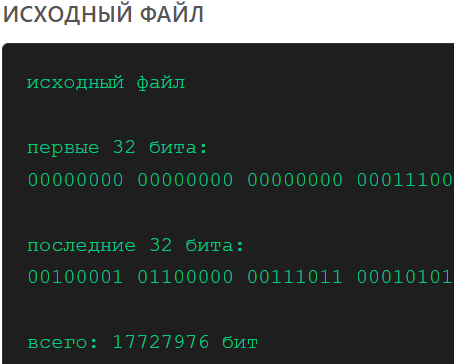 ИСХОДНЫЙ ФАЙЛ
исходный файл
первые 32 бита:
00000000 00000000 00000000 00011100
последние 32 бита:
00100001 01100000 00111011 00010101
всего: 17727976 бит